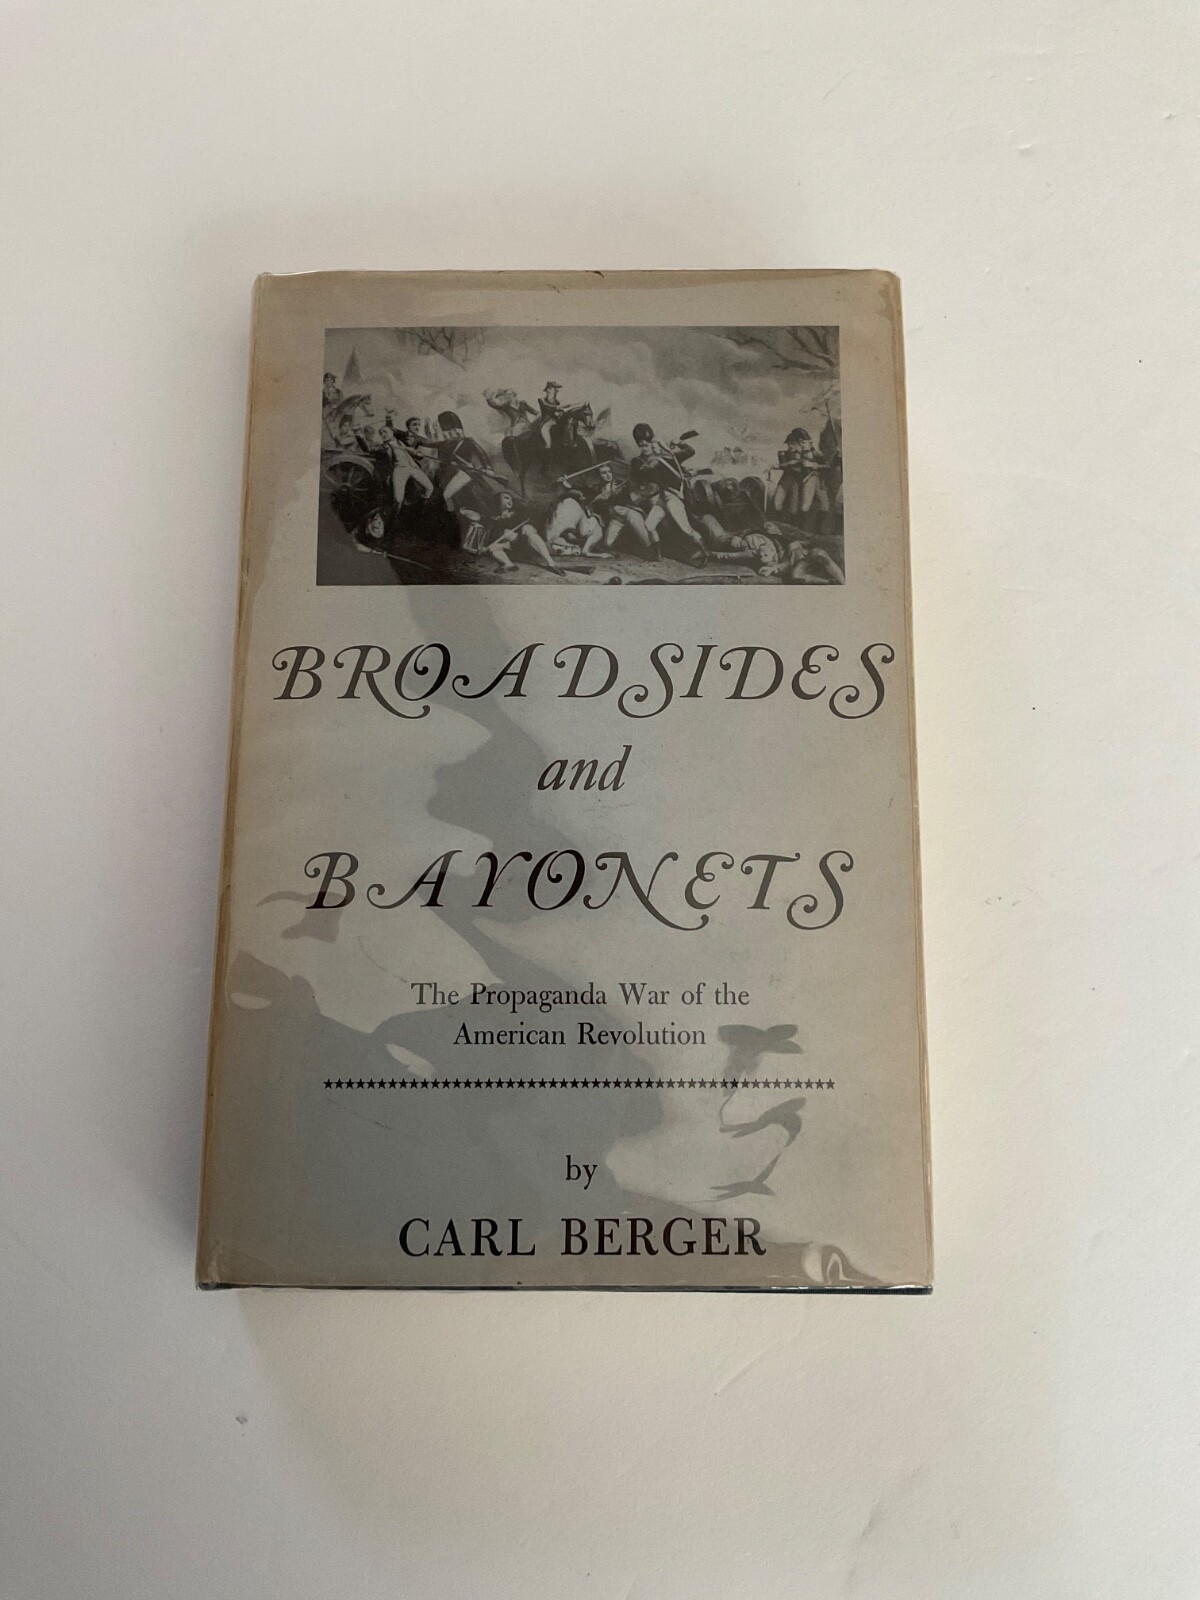 BROADSIDES
and
BAYONETS
The Propaganda War of the
American Revolution
by
CARL BERGER